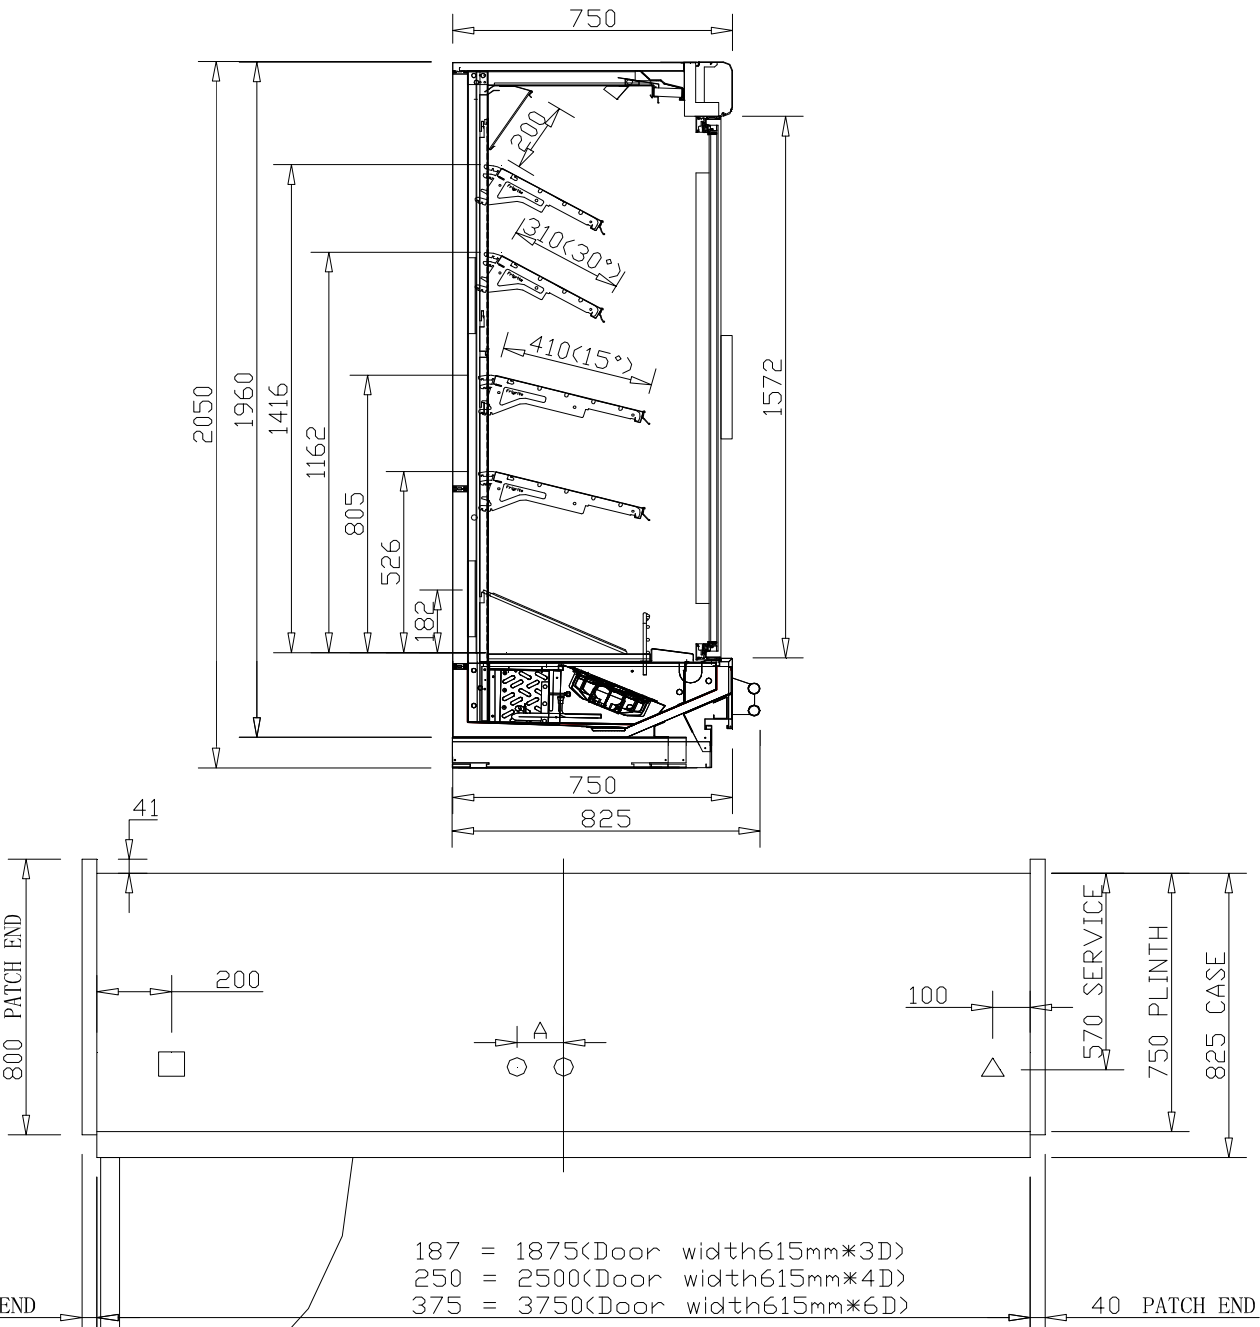 750
200
310(30°)
410(15°)
2050
1960
1416
1162
805
526
182
1572
750
825
41
800 PATCH END
200
A
100
570 SERVICE
750 PLINTH
825 CASE
187 = 1875(Door width615mm*3D)
250 = 2500(Door width615mm*4D)
375 = 3750(Door width615mm*6D)
END
40 PATCH END